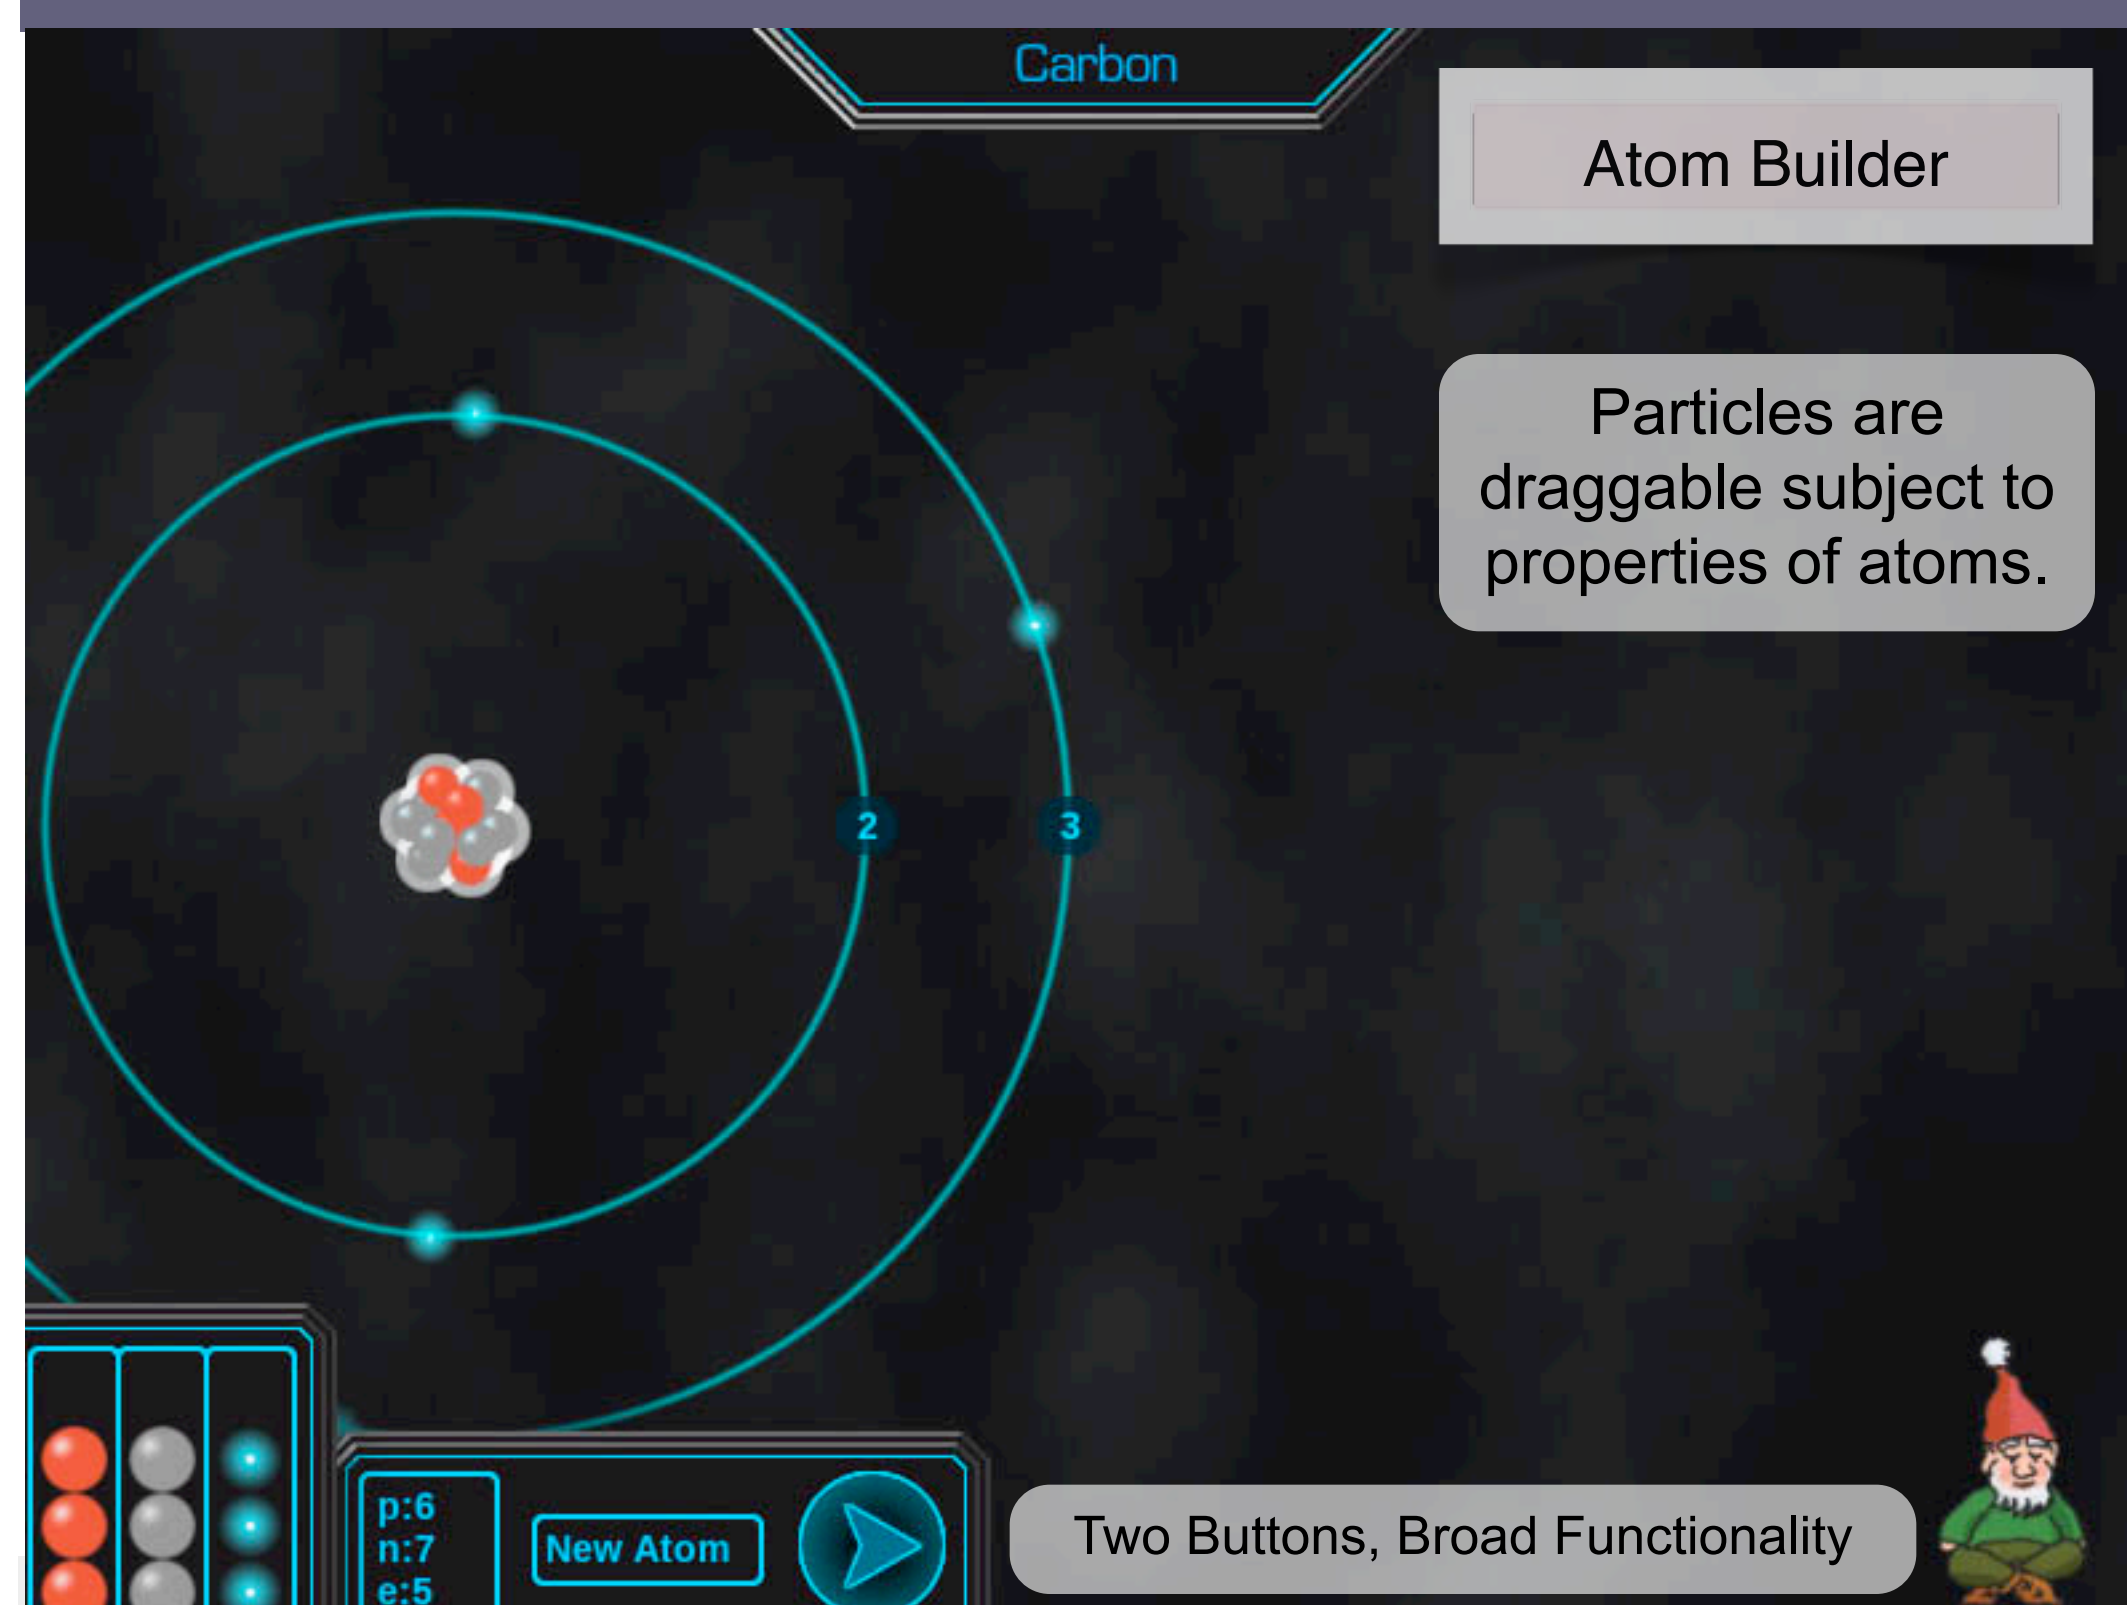 Carbon
Atom Builder
Particles are
draggable subject to
properties of atoms.
2
3
p:6
n:7
e:5
New Atom
Two Buttons, Broad Functionality